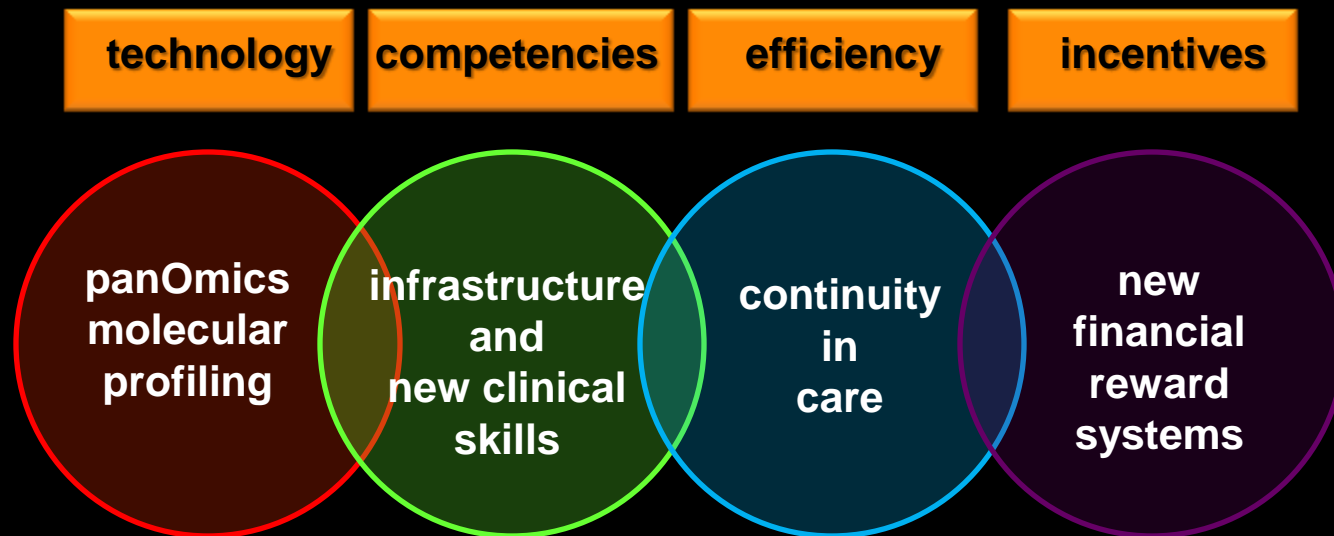 technology
competencies
efficiency
incentives
panOmics
molecular
profiling
infrastructure
and
new clinical
skills
continuity
in
care
new
financial
reward
systems